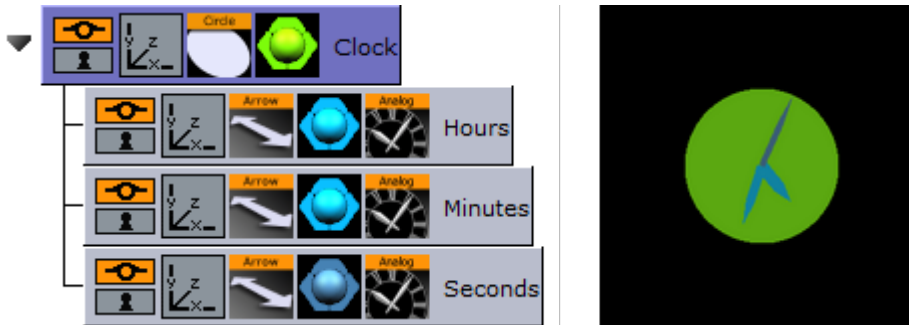 Circle
Y Z X
Clock
Arrow
Analog
Y Z X
Hours
Arrow
Analog
Y Z X
Minutes
Arrow
Analog
Y Z X
Seconds